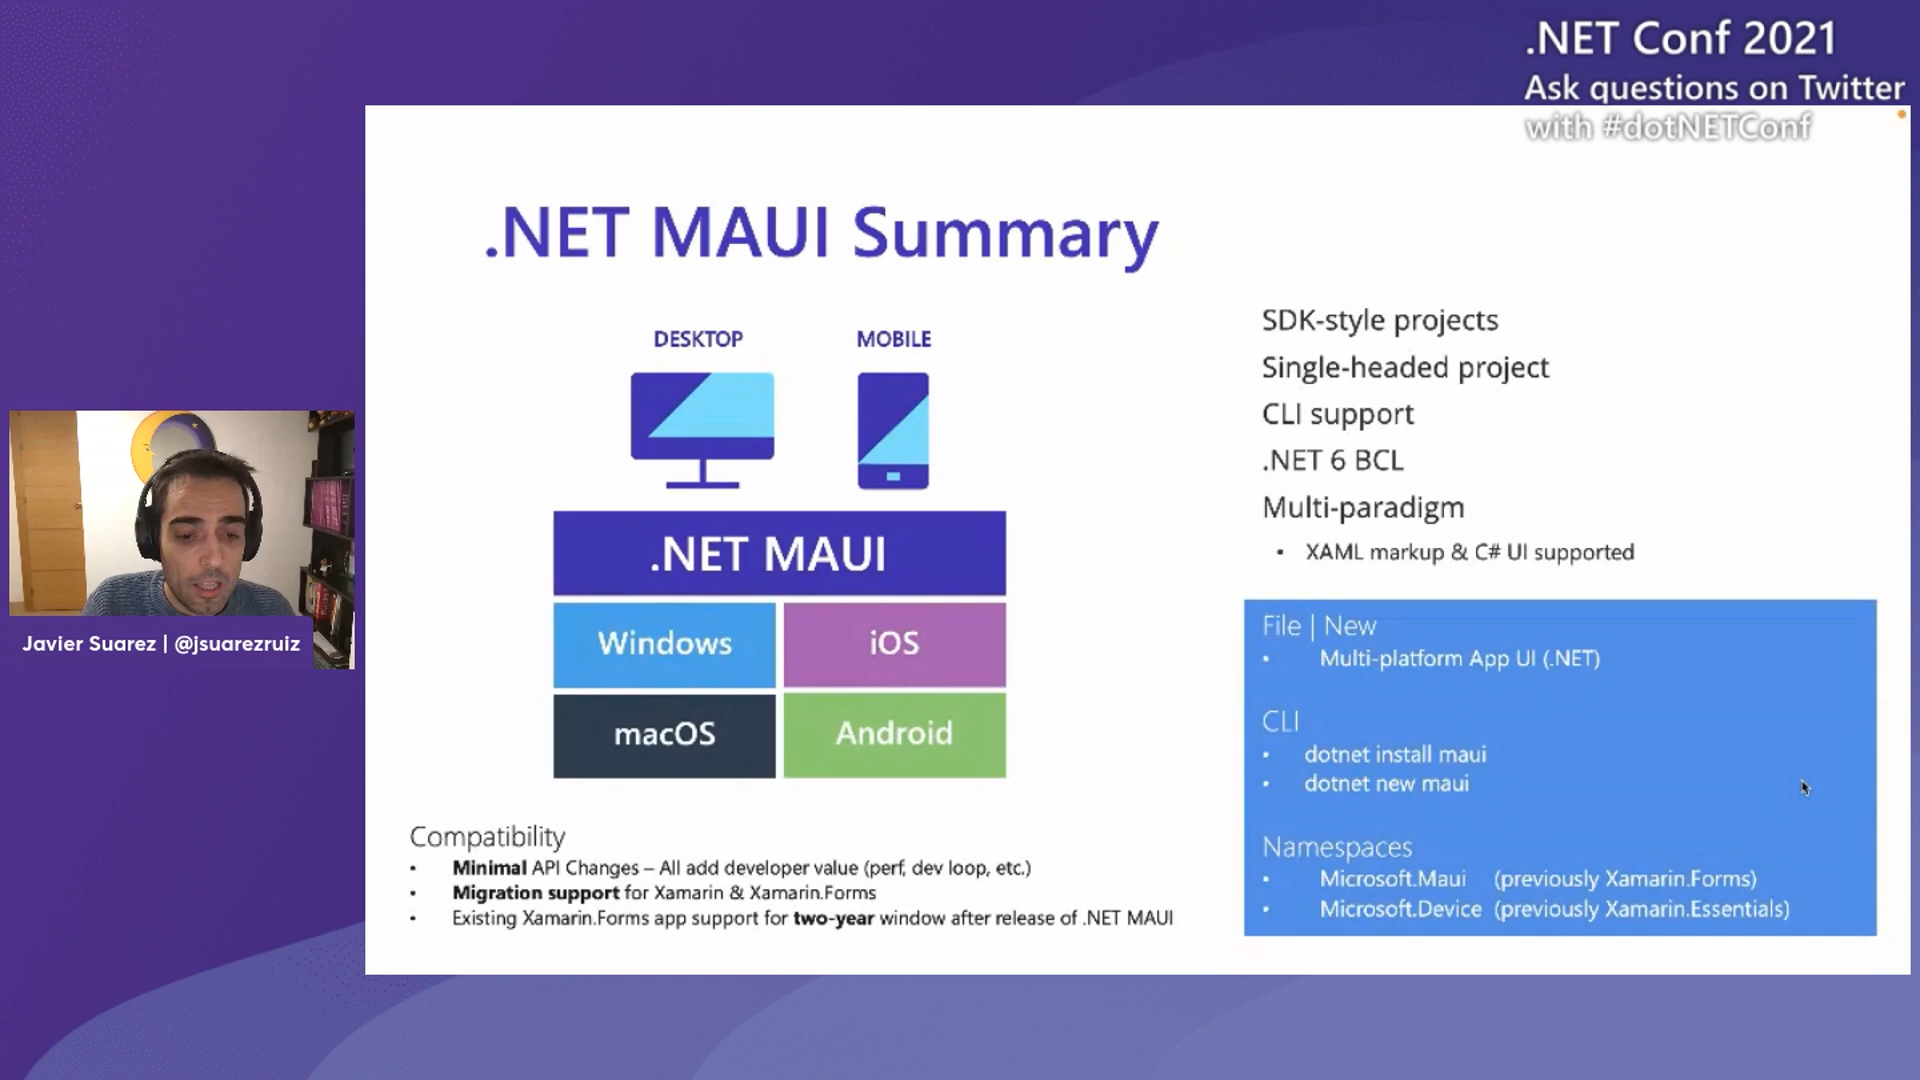 .NET Conf 2021
Ask questions on Twitter
with #dotNETConf
.NET MAUI Summary
DESKTOP
MOBILE
.NET MAUI
Windows
iOS
macOS
Android
Compatibility
• Minimal API Changes – All add developer value (perf, dev loop, etc.)
• Migration support for Xamarin & Xamarin.Forms
• Existing Xamarin.Forms app support for two-year window after release of .NET MAUI
SDK-style projects
Single-headed project
CLI support
.NET 6 BCL
Multi-paradigm
• XAML markup & C# UI supported
File | New
• Multi-platform App UI (.NET)
CLI
• dotnet install maui
• dotnet new maui
Namespaces
• Microsoft.Maui (previously Xamarin.Forms)
• Microsoft.Device (previously Xamarin.Essentials)
Javier Suarez | @jsuarezruiz